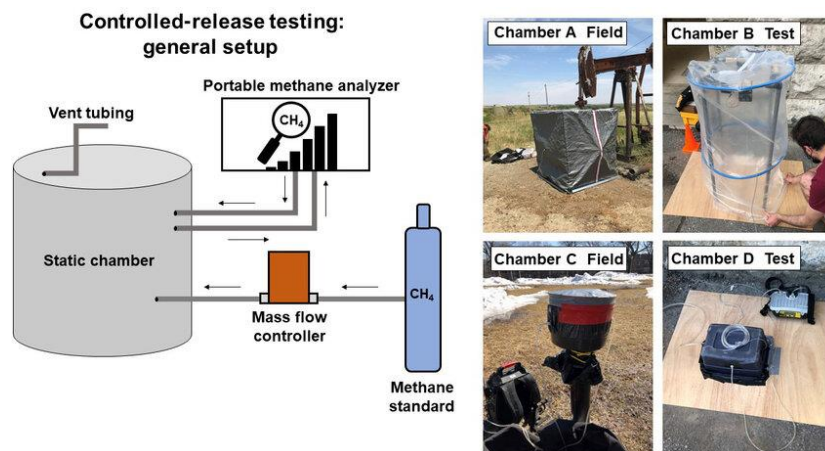 Controlled-release testing:
general setup
Portable methane analyzer
Vent tubing
CH₄
Static chamber
Mass flow
controller
CH₄
Methane
standard
Chamber A Field
Chamber B Test
Chamber C Field
Chamber D Test